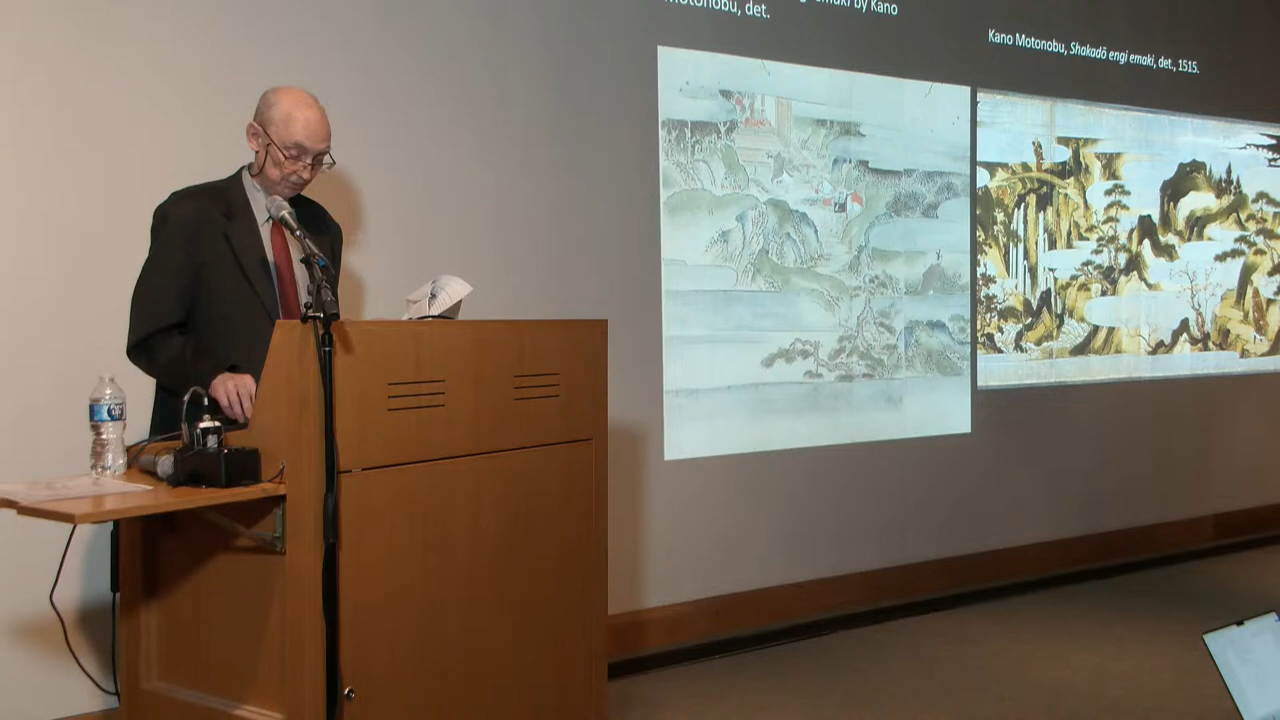 emaki by Kano
Motonobu, det.
Kano Motonobu, Shakadō engi emaki, det., 1515.